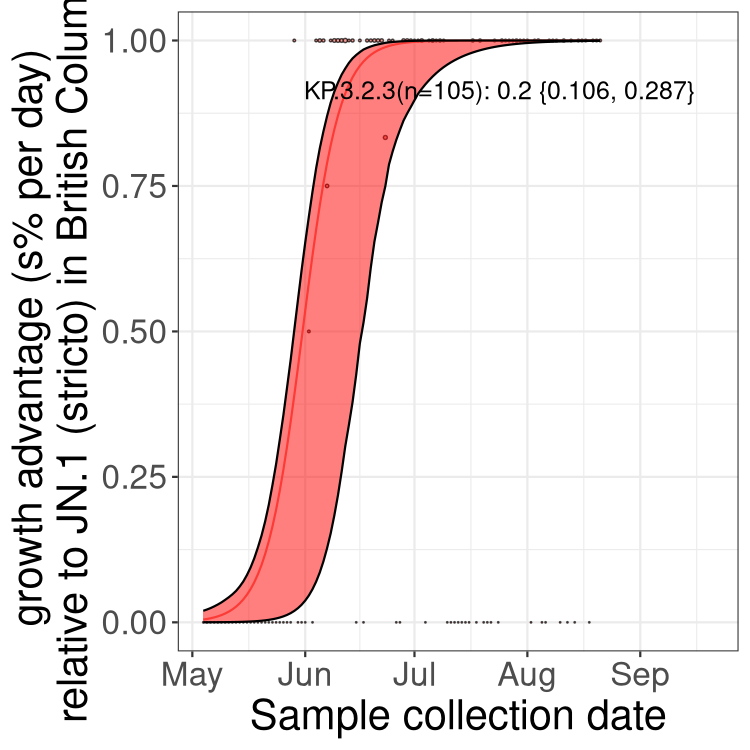 growth advantage (s% per day)
relative to JN.1 (stricto) in British Colum
1.00
0.75
0.50
0.25
0.00
KP.3.2.3(n=105): 0.2 {0.106, 0.287}
May Jun Jul Aug Sep
Sample collection date